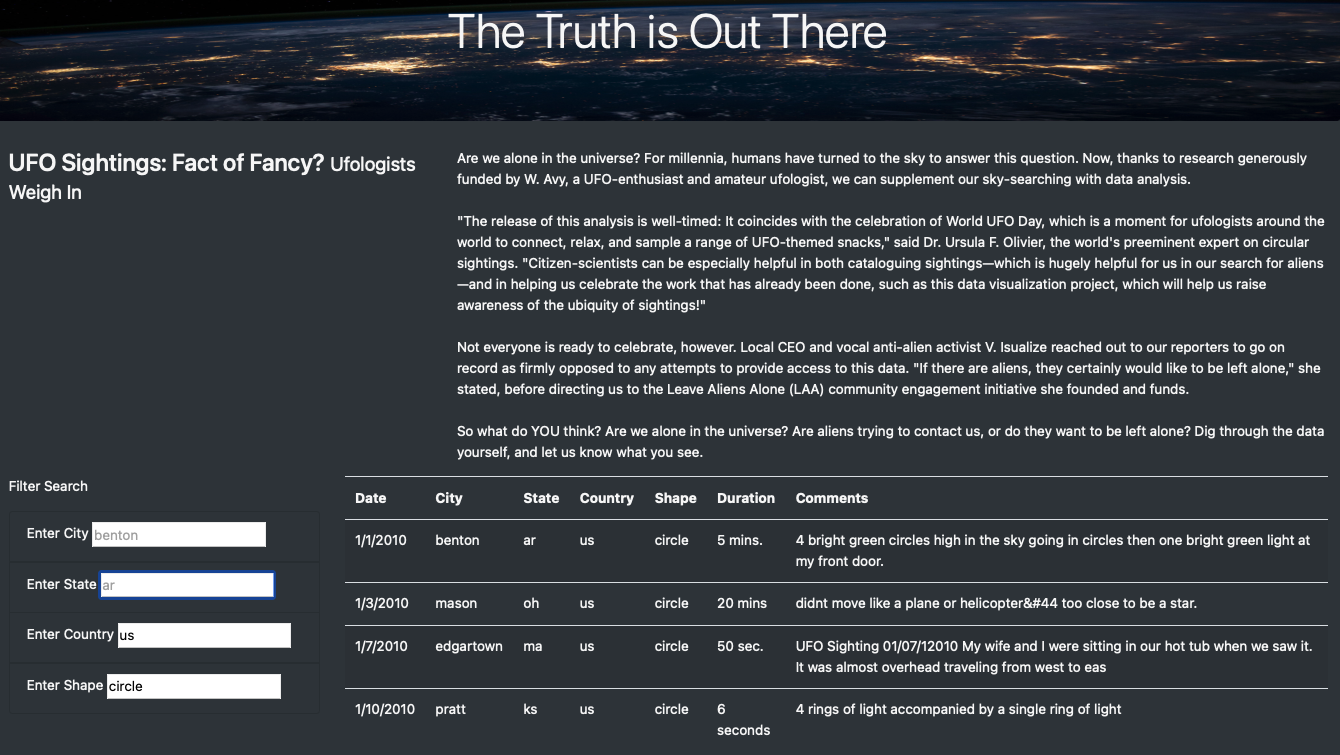 The Truth is Out There
UFO Sightings: Fact of Fancy? Ufologists
Weigh In
Are we alone in the universe? For millennia, humans have turned to the sky to answer this question. Now, thanks to research generously
funded by W. Avy, a UFO-enthusiast and amateur ufologist, we can supplement our sky-searching with data analysis.
"The release of this analysis is well-timed: It coincides with the celebration of World UFO Day, which is a moment for ufologists around the
world to connect, relax, and sample a range of UFO-themed snacks," said Dr. Ursula F. Olivier, the world's preeminent expert on circular
sightings. "Citizen-scientists can be especially helpful in both cataloguing sightings—which is hugely helpful for us in our search for aliens
—and in helping us celebrate the work that has already been done, such as this data visualization project, which will help us raise
awareness of the ubiquity of sightings!"
Not everyone is ready to celebrate, however. Local CEO and vocal anti-alien activist V. Isualize reached out to our reporters to go on
record as firmly opposed to any attempts to provide access to this data. "If there are aliens, they certainly would like to be left alone," she
stated, before directing us to the Leave Aliens Alone (LAA) community engagement initiative she founded and funds.
So what do YOU think? Are we alone in the universe? Are aliens trying to contact us, or do they want to be left alone? Dig through the data
yourself, and let us know what you see.
Filter Search
Enter City benton
Enter State ar
Enter Country us
Enter Shape circle
Date City State Country Shape Duration Comments
1/1/2010 benton ar us circle 5 mins. 4 bright green circles high in the sky going in circles then one bright green light at
my front door.
1/3/2010 mason oh us circle 20 mins didnt move like a plane or helicopter&#44 too close to be a star.
1/7/2010 edgartown ma us circle 50 sec. UFO Sighting 01/07/12010 My wife and I were sitting in our hot tub when we saw it.
It was almost overhead traveling from west to eas
1/10/2010 pratt ks us circle 6 4 rings of light accompanied by a single ring of light
seconds